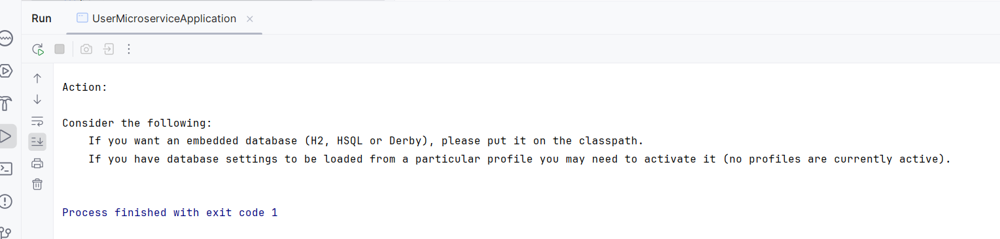 Run
UserMicroserviceApplication
Action:
Consider the following:
If you want an embedded database (H2, HSQL or Derby), please put it on the classpath.
If you have database settings to be loaded from a particular profile you may need to activate it (no profiles are currently active).
Process finished with exit code 1